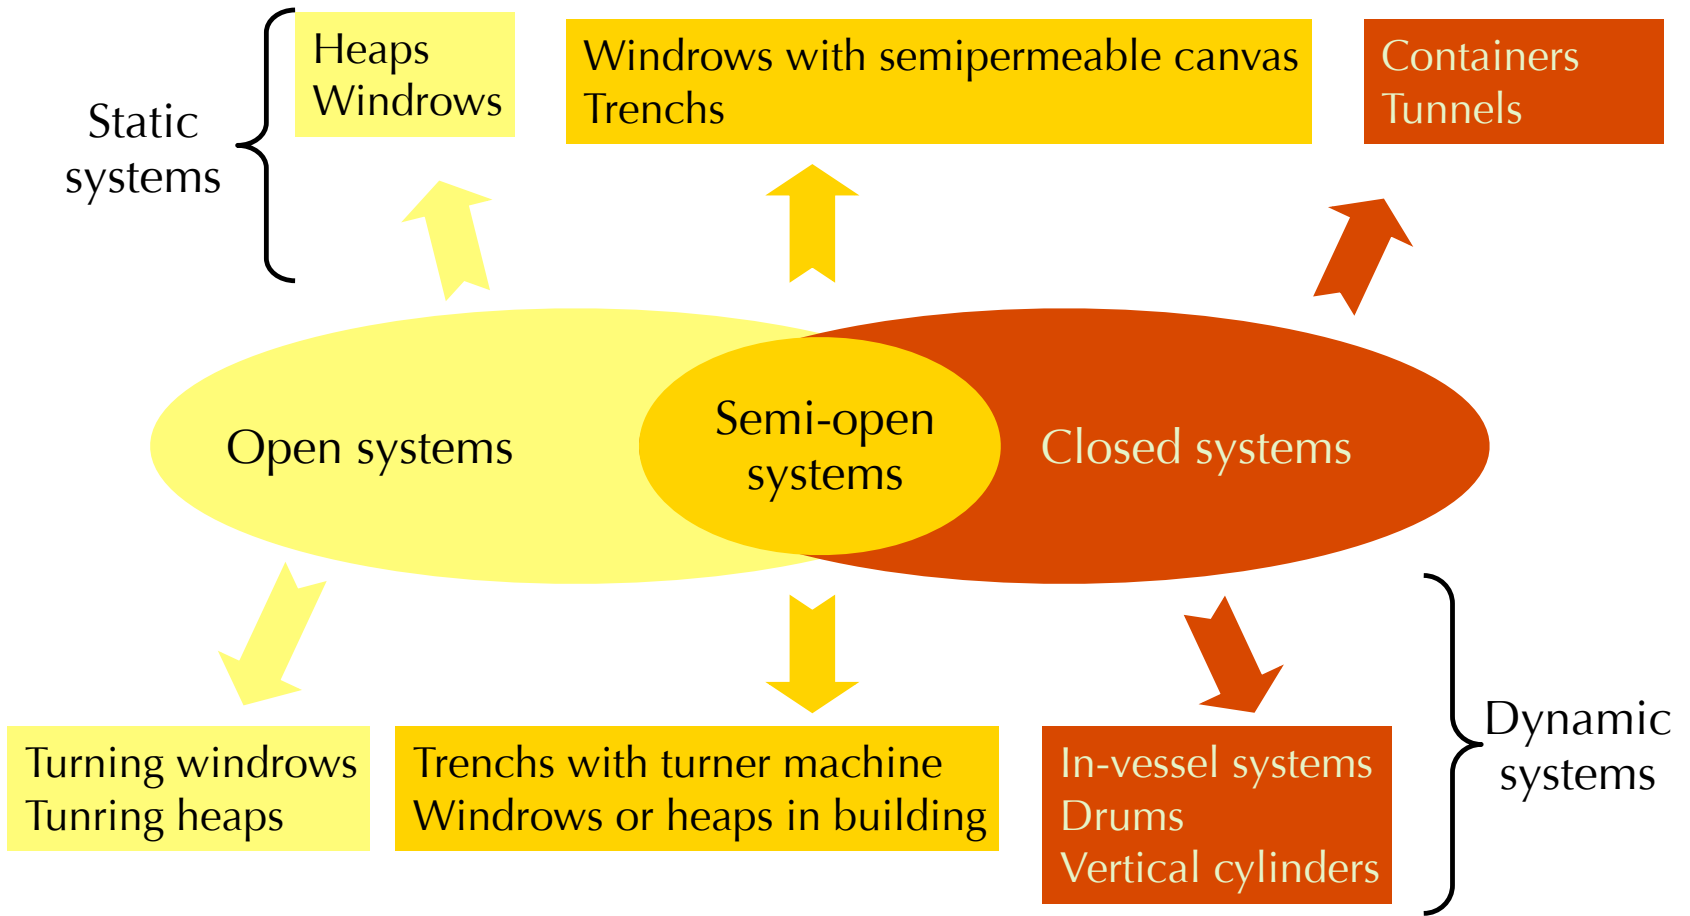 Static
systems
Heaps
Windrows
Windrows with semipermeable canvas
Trenchs
Containers
Tunnels
Open systems
Semi-open
systems
Closed systems
Turning windrows
Tunring heaps
Trenchs with turner machine
Windrows or heaps in building
In-vessel systems
Drums
Vertical cylinders
Dynamic
systems